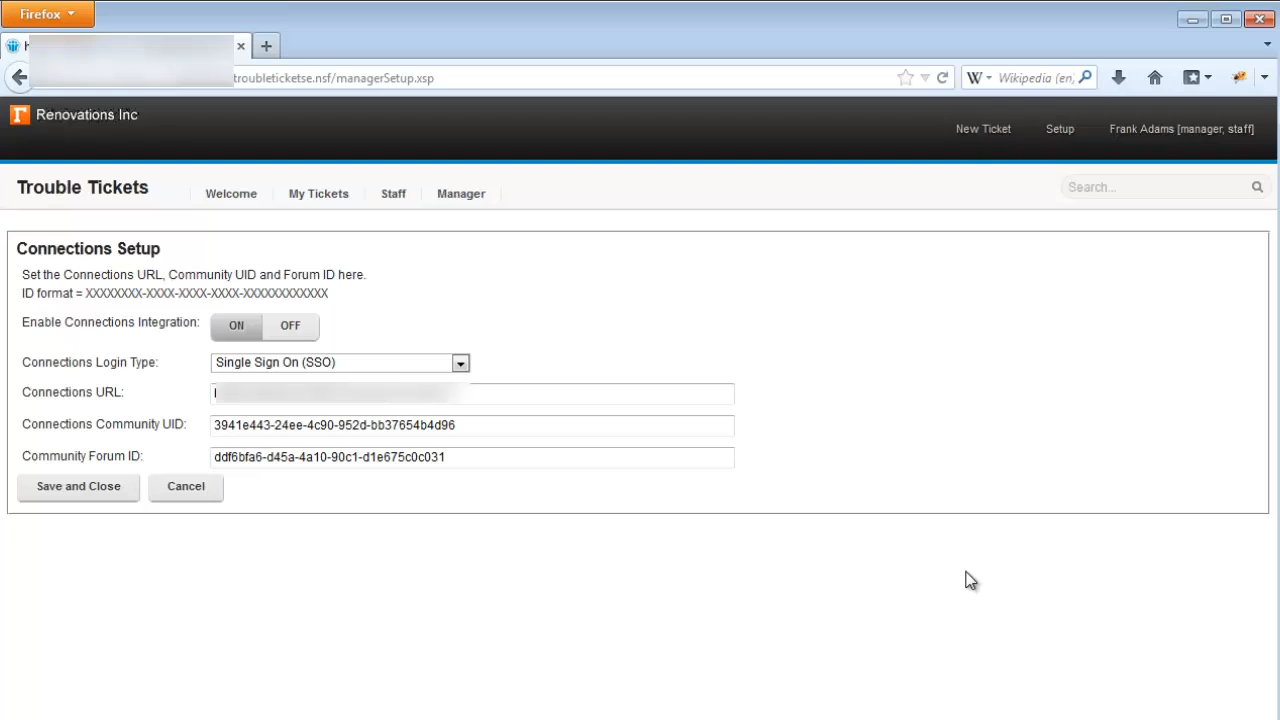 Firefox
troubleticketse.nsf/managerSetup.xsp
W Wikipedia (en)
Renovations Inc
New Ticket Setup Frank Adams [manager, staff]
Trouble Tickets Welcome My Tickets Staff Manager Search...
Connections Setup
Set the Connections URL, Community UID and Forum ID here.
ID format = XXXXXXXX-XXXX-XXXX-XXXX-XXXXXXXXXXXX
Enable Connections Integration: ON OFF
Connections Login Type: Single Sign On (SSO)
Connections URL:
Connections Community UID: 3941e443-24ee-4c90-952d-bb37654b4d96
Community Forum ID: ddf6bfa6-d45a-4a10-90c1-d1e675c0c031
Save and Close Cancel